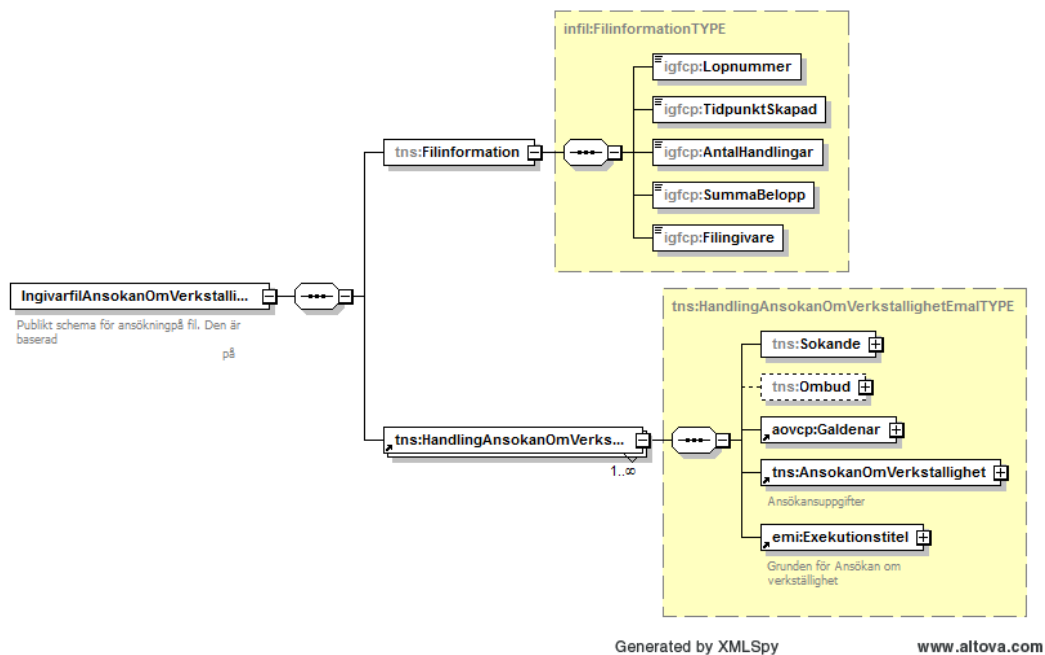 infil:FilinformationTYPE
igfcp:Lopnummer
igfcp:TidpunktSkapad
tns:Filinformation
igfcp:AntalHandlingar
igfcp:SummaBelopp
igfcp:Filingivare
IngivarfilAnsokanOmVerkstalli...
Publikt schema för ansökningpå fil. Den är
baserad
på
tns:HandlingAnsokanOmVerkstallighetEmalTYPE
tns:Sokande
tns:Ombud
aovcp:Galdenar
tns:HandlingAnsokanOmVerks...
1..∞
tns:AnsokanOmVerkstallighet
Ansökansuppgifter
emi:Exekutionstitel
Grunden för Ansökan om
verkställighet
Generated by XMLSpy
www.altova.com